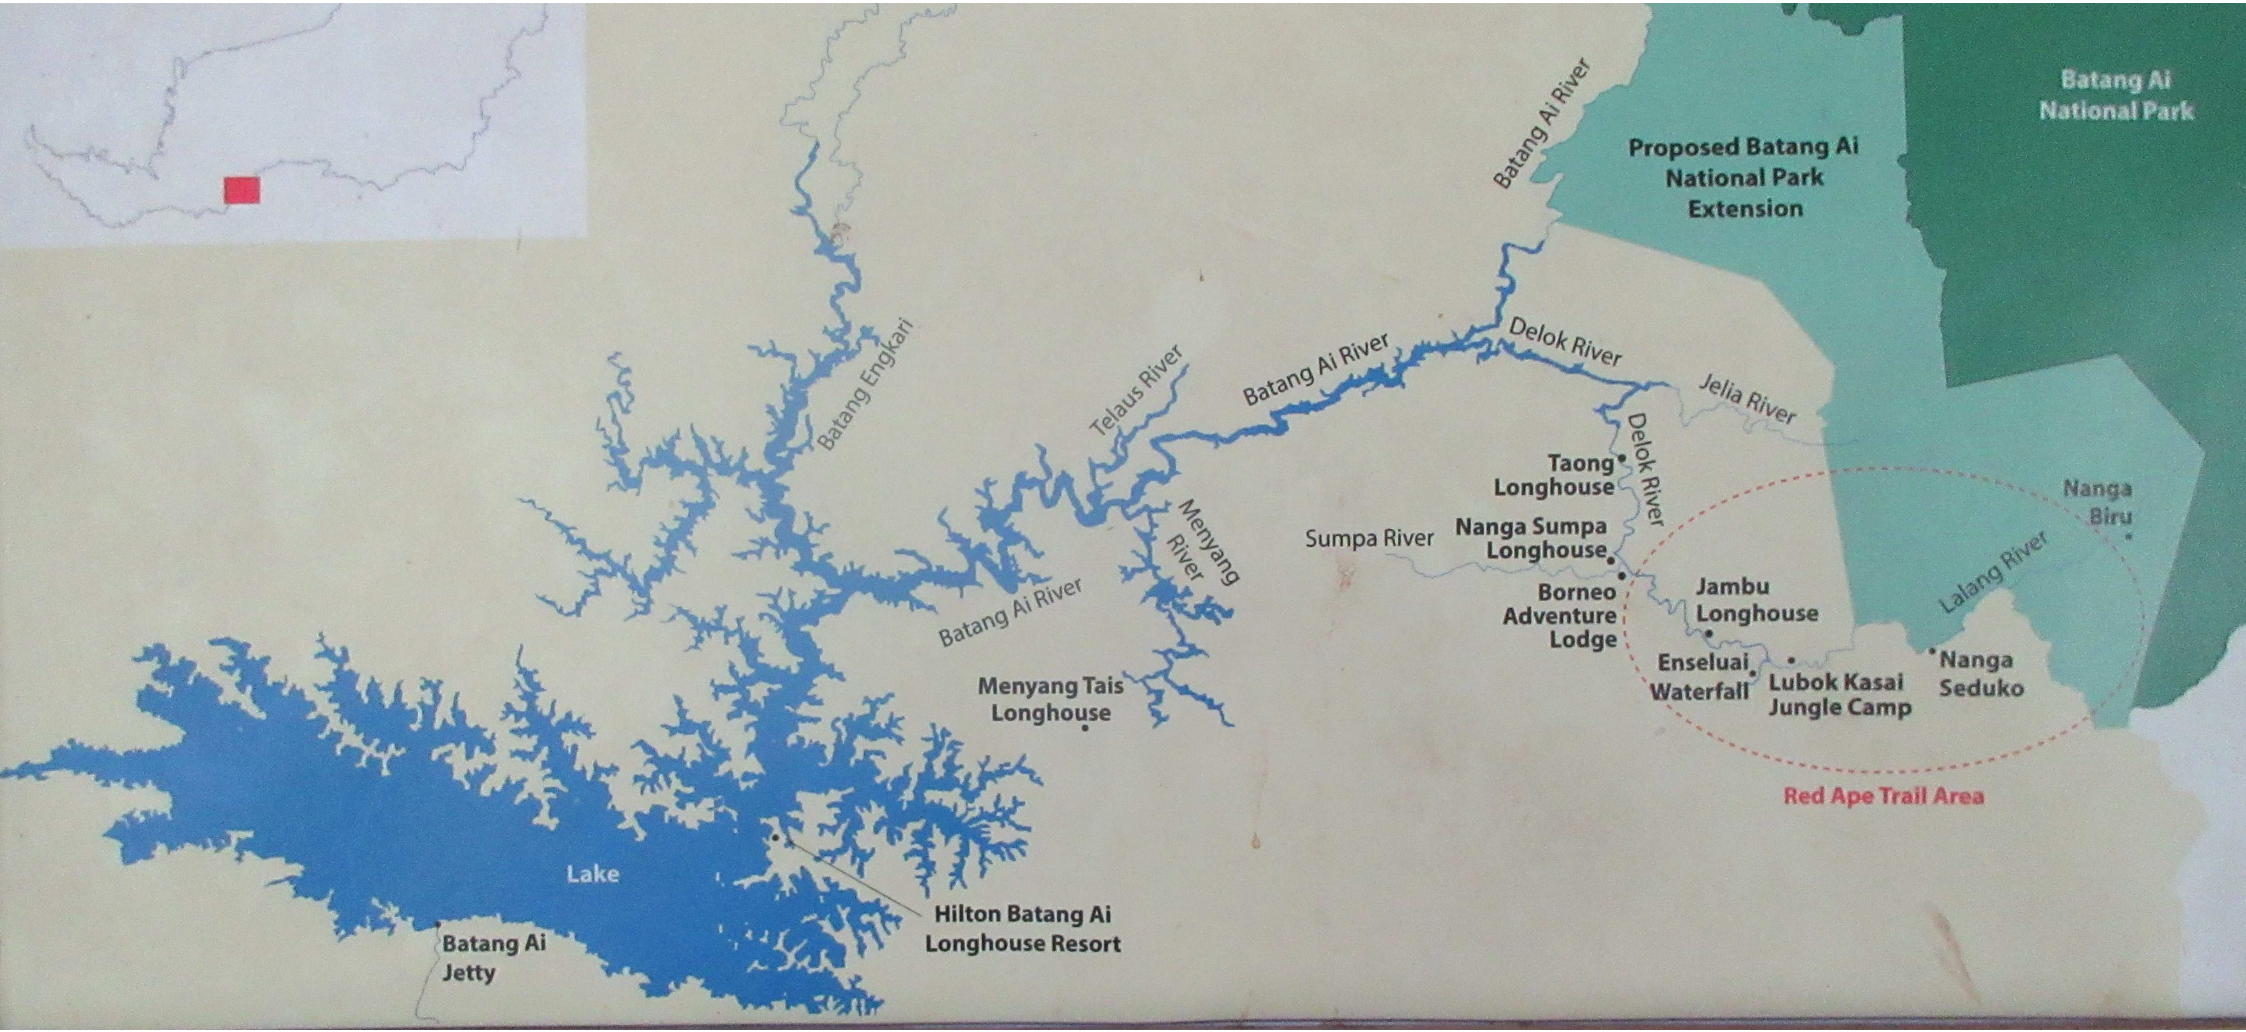 Batang Ai
National Park
Batang Ai River
Proposed Batang Ai
National Park
Extension
Batang Engkari
Telaus River
Batang Ai River
Delok River
Jelia River
Delok River
Taong
Longhouse
Nanga
Biru
Menyang
River
Sumpa River
Nanga Sumpa
Longhouse
Lalang River
Batang Ai River
Borneo
Adventure
Lodge
Jambu
Longhouse
Menyang Tais
Longhouse
Enseluai
Waterfall
Lubok Kasai
Jungle Camp
Nanga
Seduko
Red Ape Trail Area
Lake
Hilton Batang Ai
Longhouse Resort
Batang Ai
Jetty